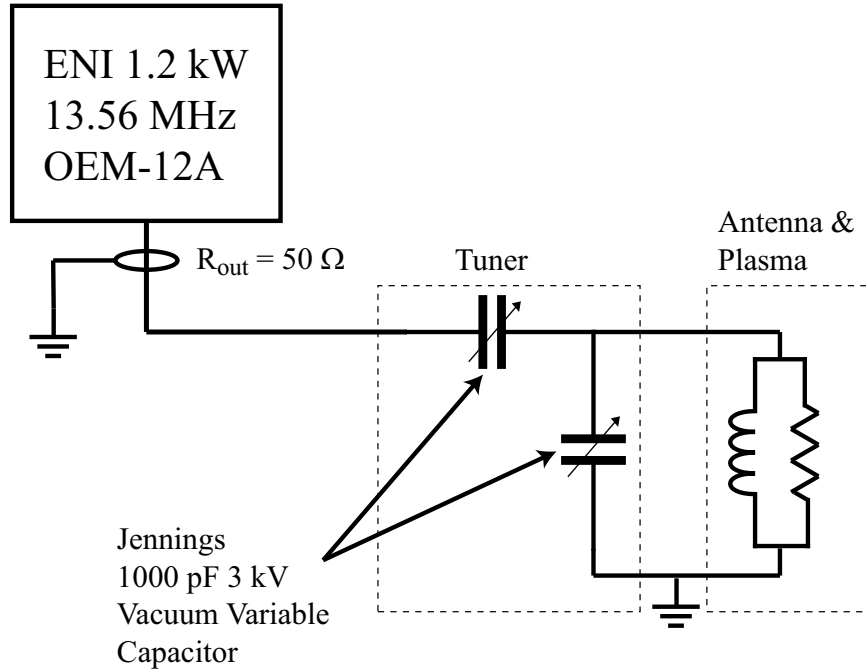 ENI 1.2 kW
13.56 MHz
OEM-12A
R_out = 50 Ω
Tuner
Antenna &
Plasma
Jennings
1000 pF 3 kV
Vacuum Variable
Capacitor